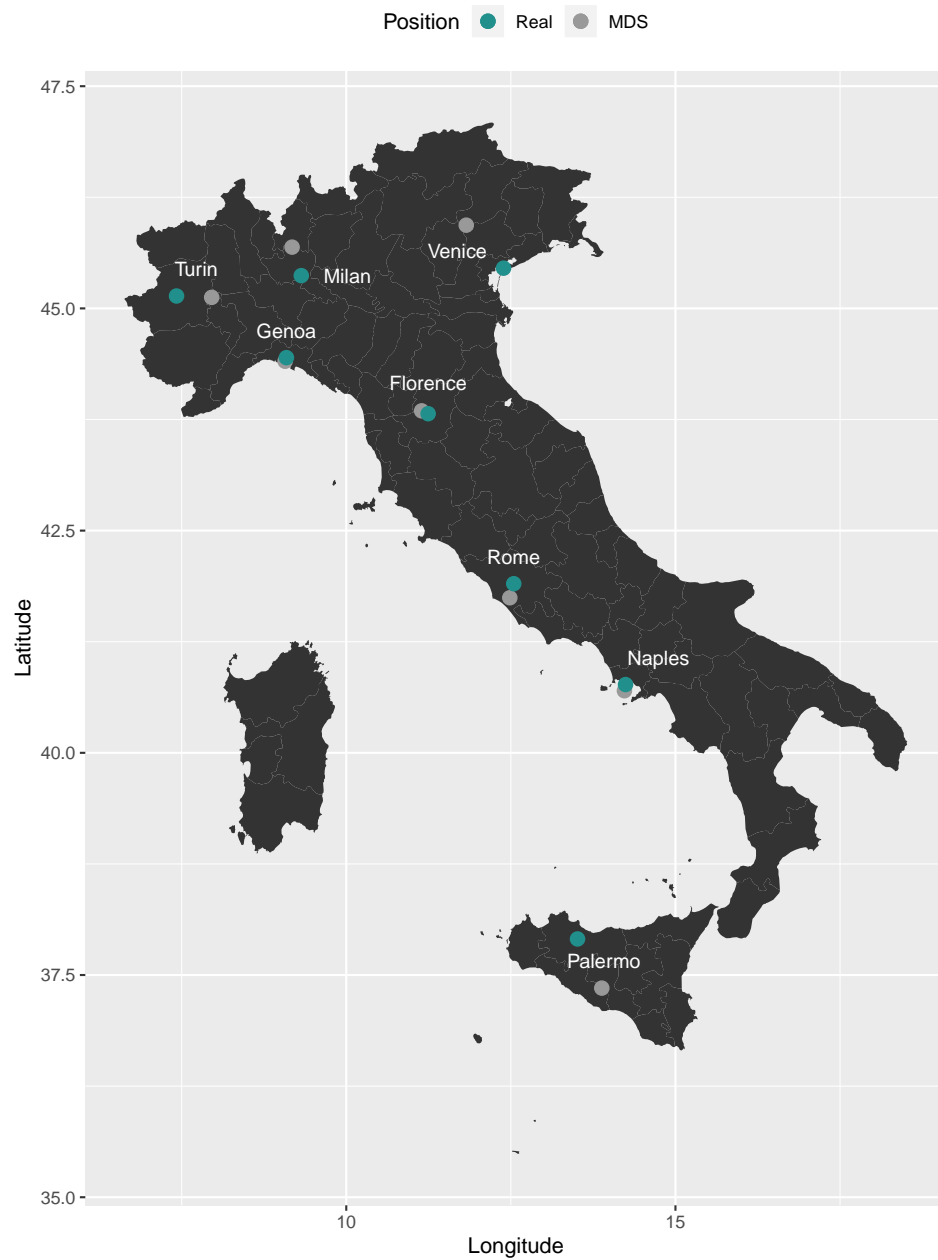 Position Real MDS
47.5
45.0
42.5
40.0
37.5
35.0
Latitude
Venice
Turin
Milan
Genoa
Florence
Rome
Naples
Palermo
10 15
Longitude